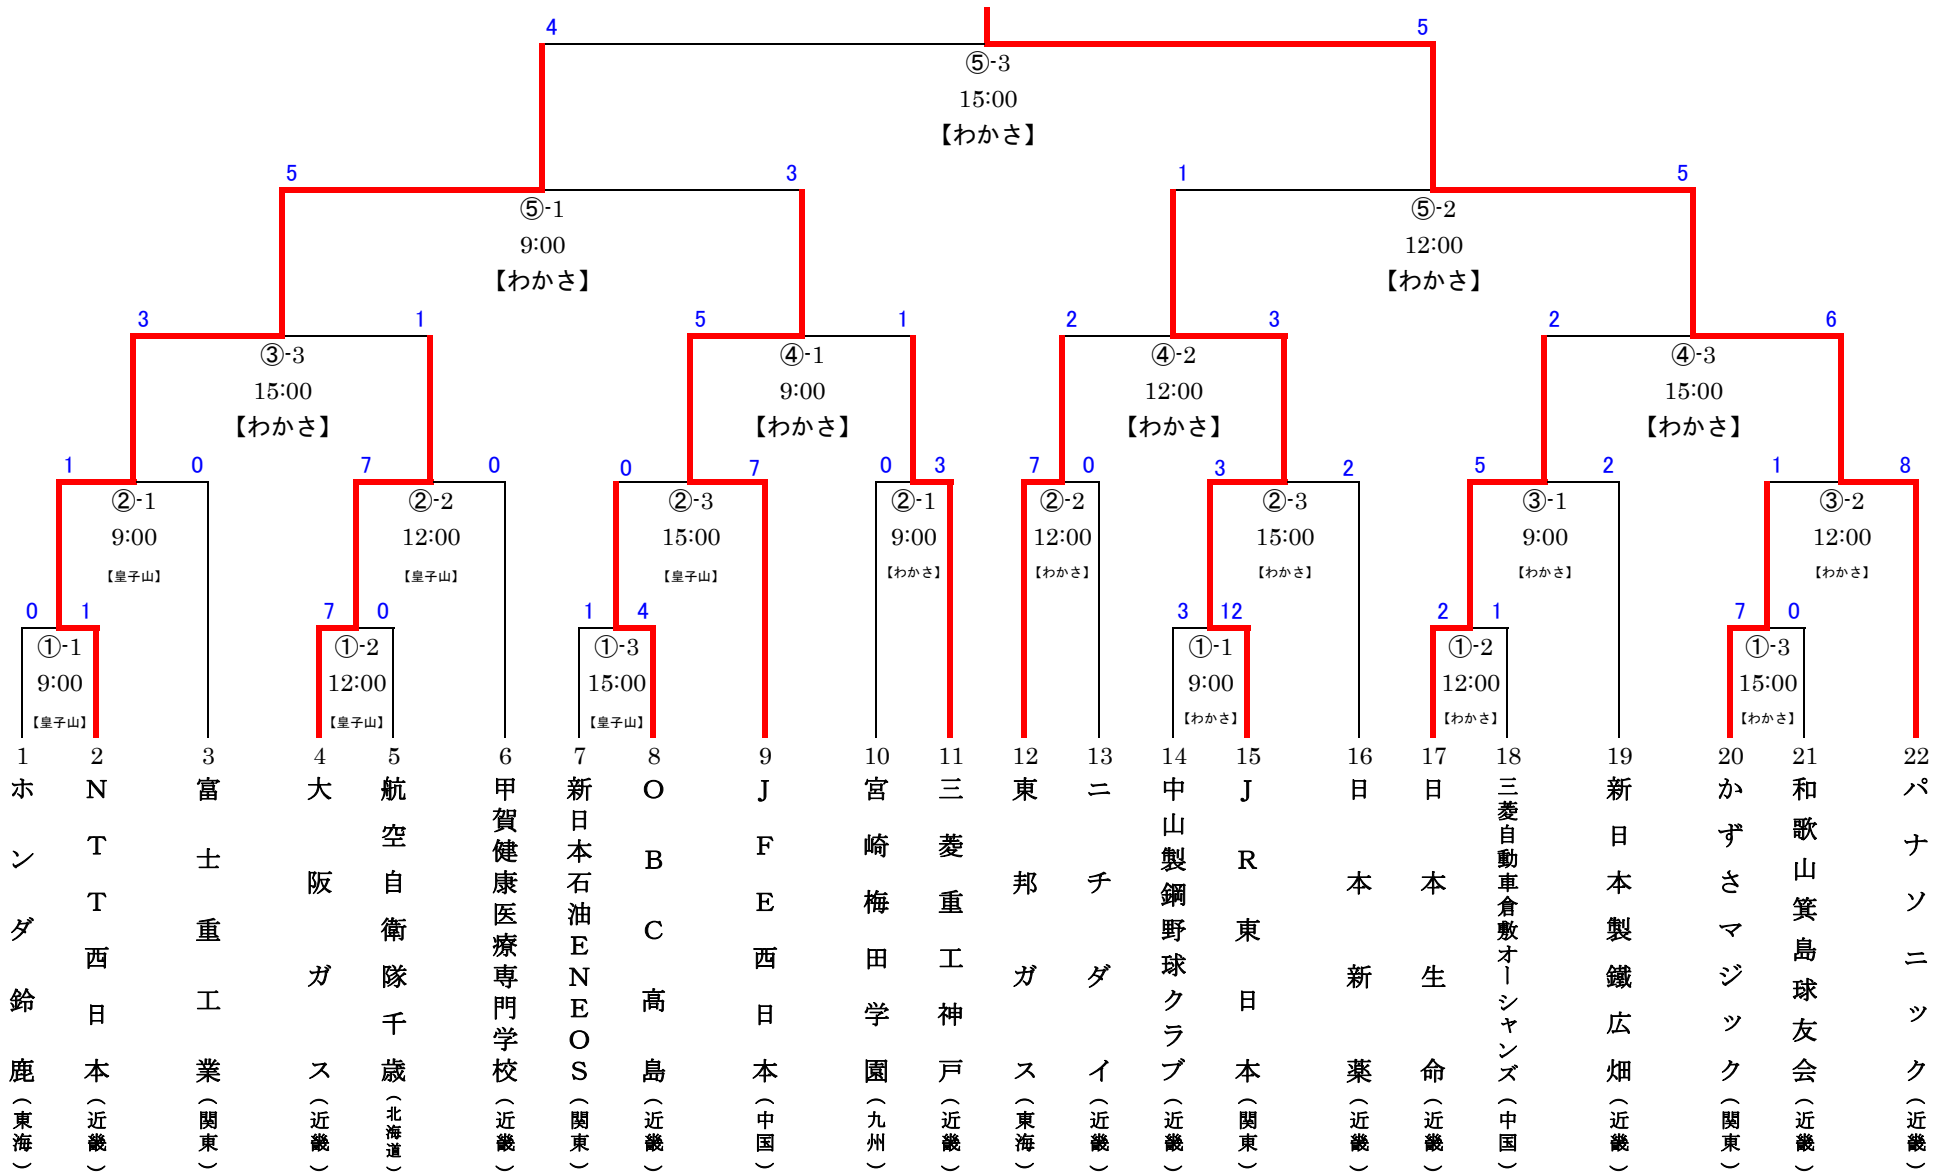 4 5
⑤-3
15:00
【わかさ】
5 3 1 5
⑤-1 ⑤-2
9:00 12:00
【わかさ】 【わかさ】
3 1 5 1 2 3 2 6
③-3 ④-1 ④-2 ④-3
15:00 9:00 12:00 15:00
【わかさ】 【わかさ】 【わかさ】 【わかさ】
1 0 7 0 0 7 0 3 7 0 3 2 5 2 1 8
②-1 ②-2 ②-3 ②-1 ②-2 ②-3 ③-1 ③-2
9:00 12:00 15:00 9:00 12:00 15:00 9:00 12:00
【皇子山】 【皇子山】 【皇子山】 【わかさ】 【わかさ】 【わかさ】 【わかさ】 【わかさ】
0 1 7 0 1 4 3 12 2 1 7 0
①-1 ①-2 ①-3 ①-1 ①-2 ①-3
9:00 12:00 15:00 9:00 12:00 15:00
【皇子山】 【皇子山】 【皇子山】 【わかさ】 【わかさ】 【わかさ】
1 2 3 4 5 6 7 8 9 10 11 12 13 14 15 16 17 18 19 20 21 22
ホンダ鈴鹿(東海)
NTT西日本(近畿)
富士重工業(関東)
大阪ガス(近畿)
航空自衛隊千歳(北海道)
甲賀健康医療専門学校(近畿)
新日本石油ENEOS(関東)
OBC高島(近畿)
JFE西日本(中国)
宮崎梅田学園(九州)
三菱重工神戸(近畿)
東邦ガス(東海)
ニチダイ(近畿)
中山製鋼野球クラブ(近畿)
JR東日本(関東)
日本新薬(近畿)
日本生命(近畿)
三菱自動車倉敷オーシャンズ(中国)
新日本製鐵広畑(近畿)
かずさマジック(関東)
和歌山箕島球友会(近畿)
パナソニック(近畿)